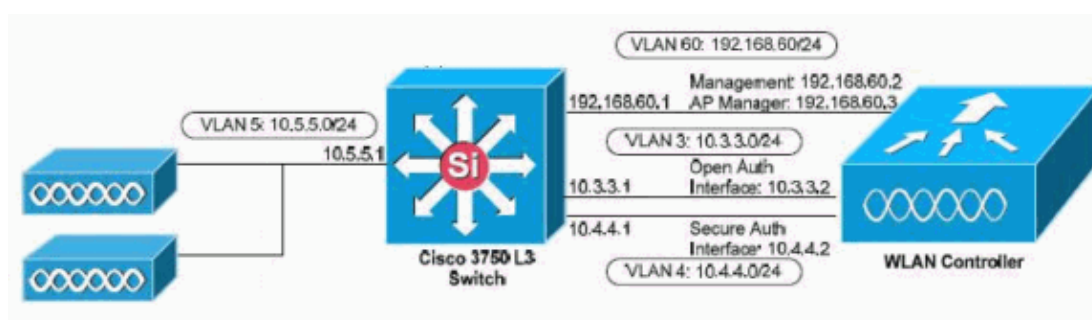 VLAN 60: 192.168.60/24
Management: 192.168.60.2
192.168.60.1 AP Manager: 192.168.60.3
VLAN 5: 10.5.5.0/24
10.5.5.1
VLAN 3: 10.3.3.0/24
Open Auth
10.3.3.1 Interface: 10.3.3.2
Si
10.4.4.1 Secure Auth
Interface: 10.4.4.2
VLAN 4: 10.4.4.0/24
Cisco 3750 L3
Switch
WLAN Controller